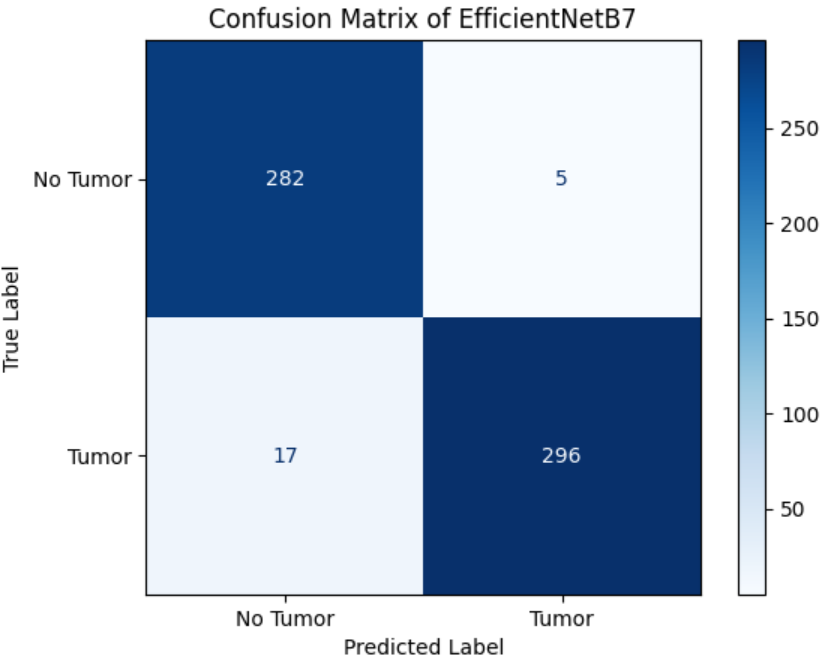 Confusion Matrix of EfficientNetB7
True Label
No Tumor
282
5
Tumor
17
296
No Tumor
Tumor
Predicted Label
250
200
150
100
50